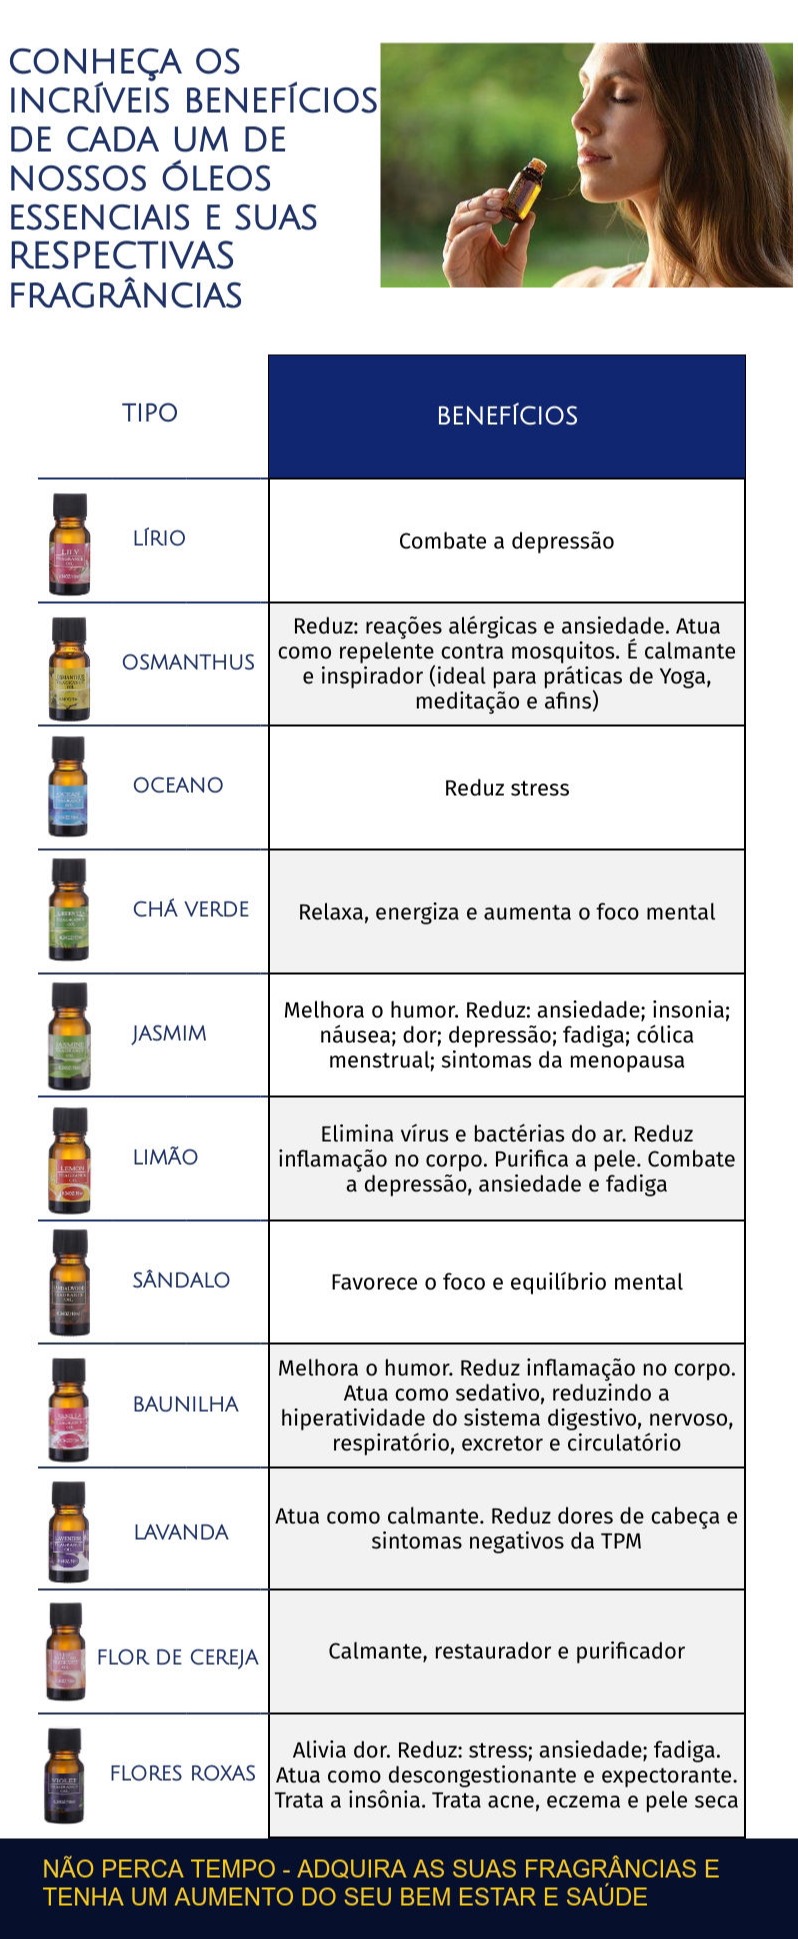 CONHEÇA OS
INCRÍVEIS BENEFÍCIOS
DE CADA UM DE
NOSSOS ÓLEOS
ESSENCIAIS E SUAS
RESPECTIVAS
FRAGRÂNCIAS
TIPO
BENEFÍCIOS
LILY
LÍRIO
Combate a depressão
OSMANTHUS
Reduz: reações alérgicas e ansiedade. Atua
como repelente contra mosquitos. É calmante
e inspirador (ideal para práticas de Yoga,
meditação e afins)
OCEAN
OCEANO
Reduz stress
CHÁ VERDE
Relaxa, energiza e aumenta o foco mental
JASMINE
JASMIM
Melhora o humor. Reduz: ansiedade; insonia;
náusea; dor; depressão; fadiga; cólica
menstrual; sintomas da menopausa
LEMON
LIMÃO
Elimina vírus e bactérias do ar. Reduz
inflamação no corpo. Purifica a pele. Combate
a depressão, ansiedade e fadiga
SÂNDALO
Favorece o foco e equilíbrio mental
BAUNILHA
Melhora o humor. Reduz inflamação no corpo.
Atua como sedativo, reduzindo a
hiperatividade do sistema digestivo, nervoso,
respiratório, excretor e circulatório
LAVENDER
LAVANDA
Atua como calmante. Reduz dores de cabeça e
sintomas negativos da TPM
FLOR DE CEREJA
Calmante, restaurador e purificador
VIOLET
FLORES ROXAS
Alivia dor. Reduz: stress; ansiedade; fadiga.
Atua como descongestionante e expectorante.
Trata a insônia. Trata acne, eczema e pele seca
NÃO PERCA TEMPO - ADQUIRA AS SUAS FRAGRÂNCIAS E
TENHA UM AUMENTO DO SEU BEM ESTAR E SAÚDE